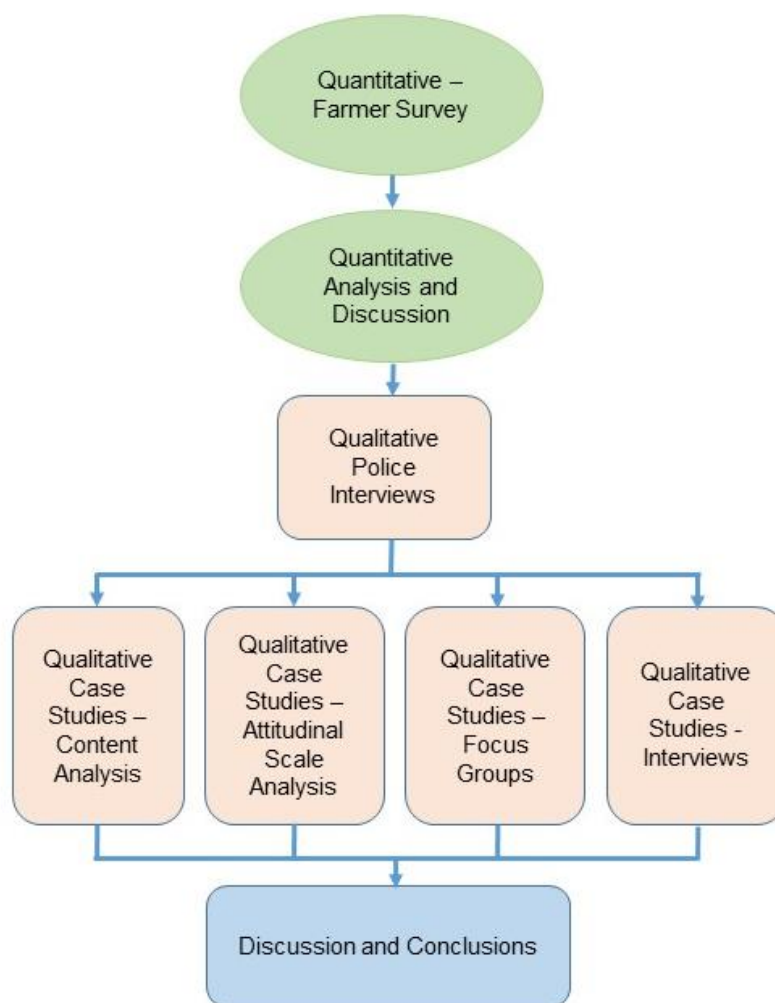 Quantitative –
Farmer Survey
Quantitative
Analysis and
Discussion
Qualitative
Police
Interviews
Qualitative
Case
Studies –
Content
Analysis
Qualitative
Case
Studies –
Attitudinal
Scale
Analysis
Qualitative
Case
Studies –
Focus
Groups
Qualitative
Case
Studies -
Interviews
Discussion and Conclusions